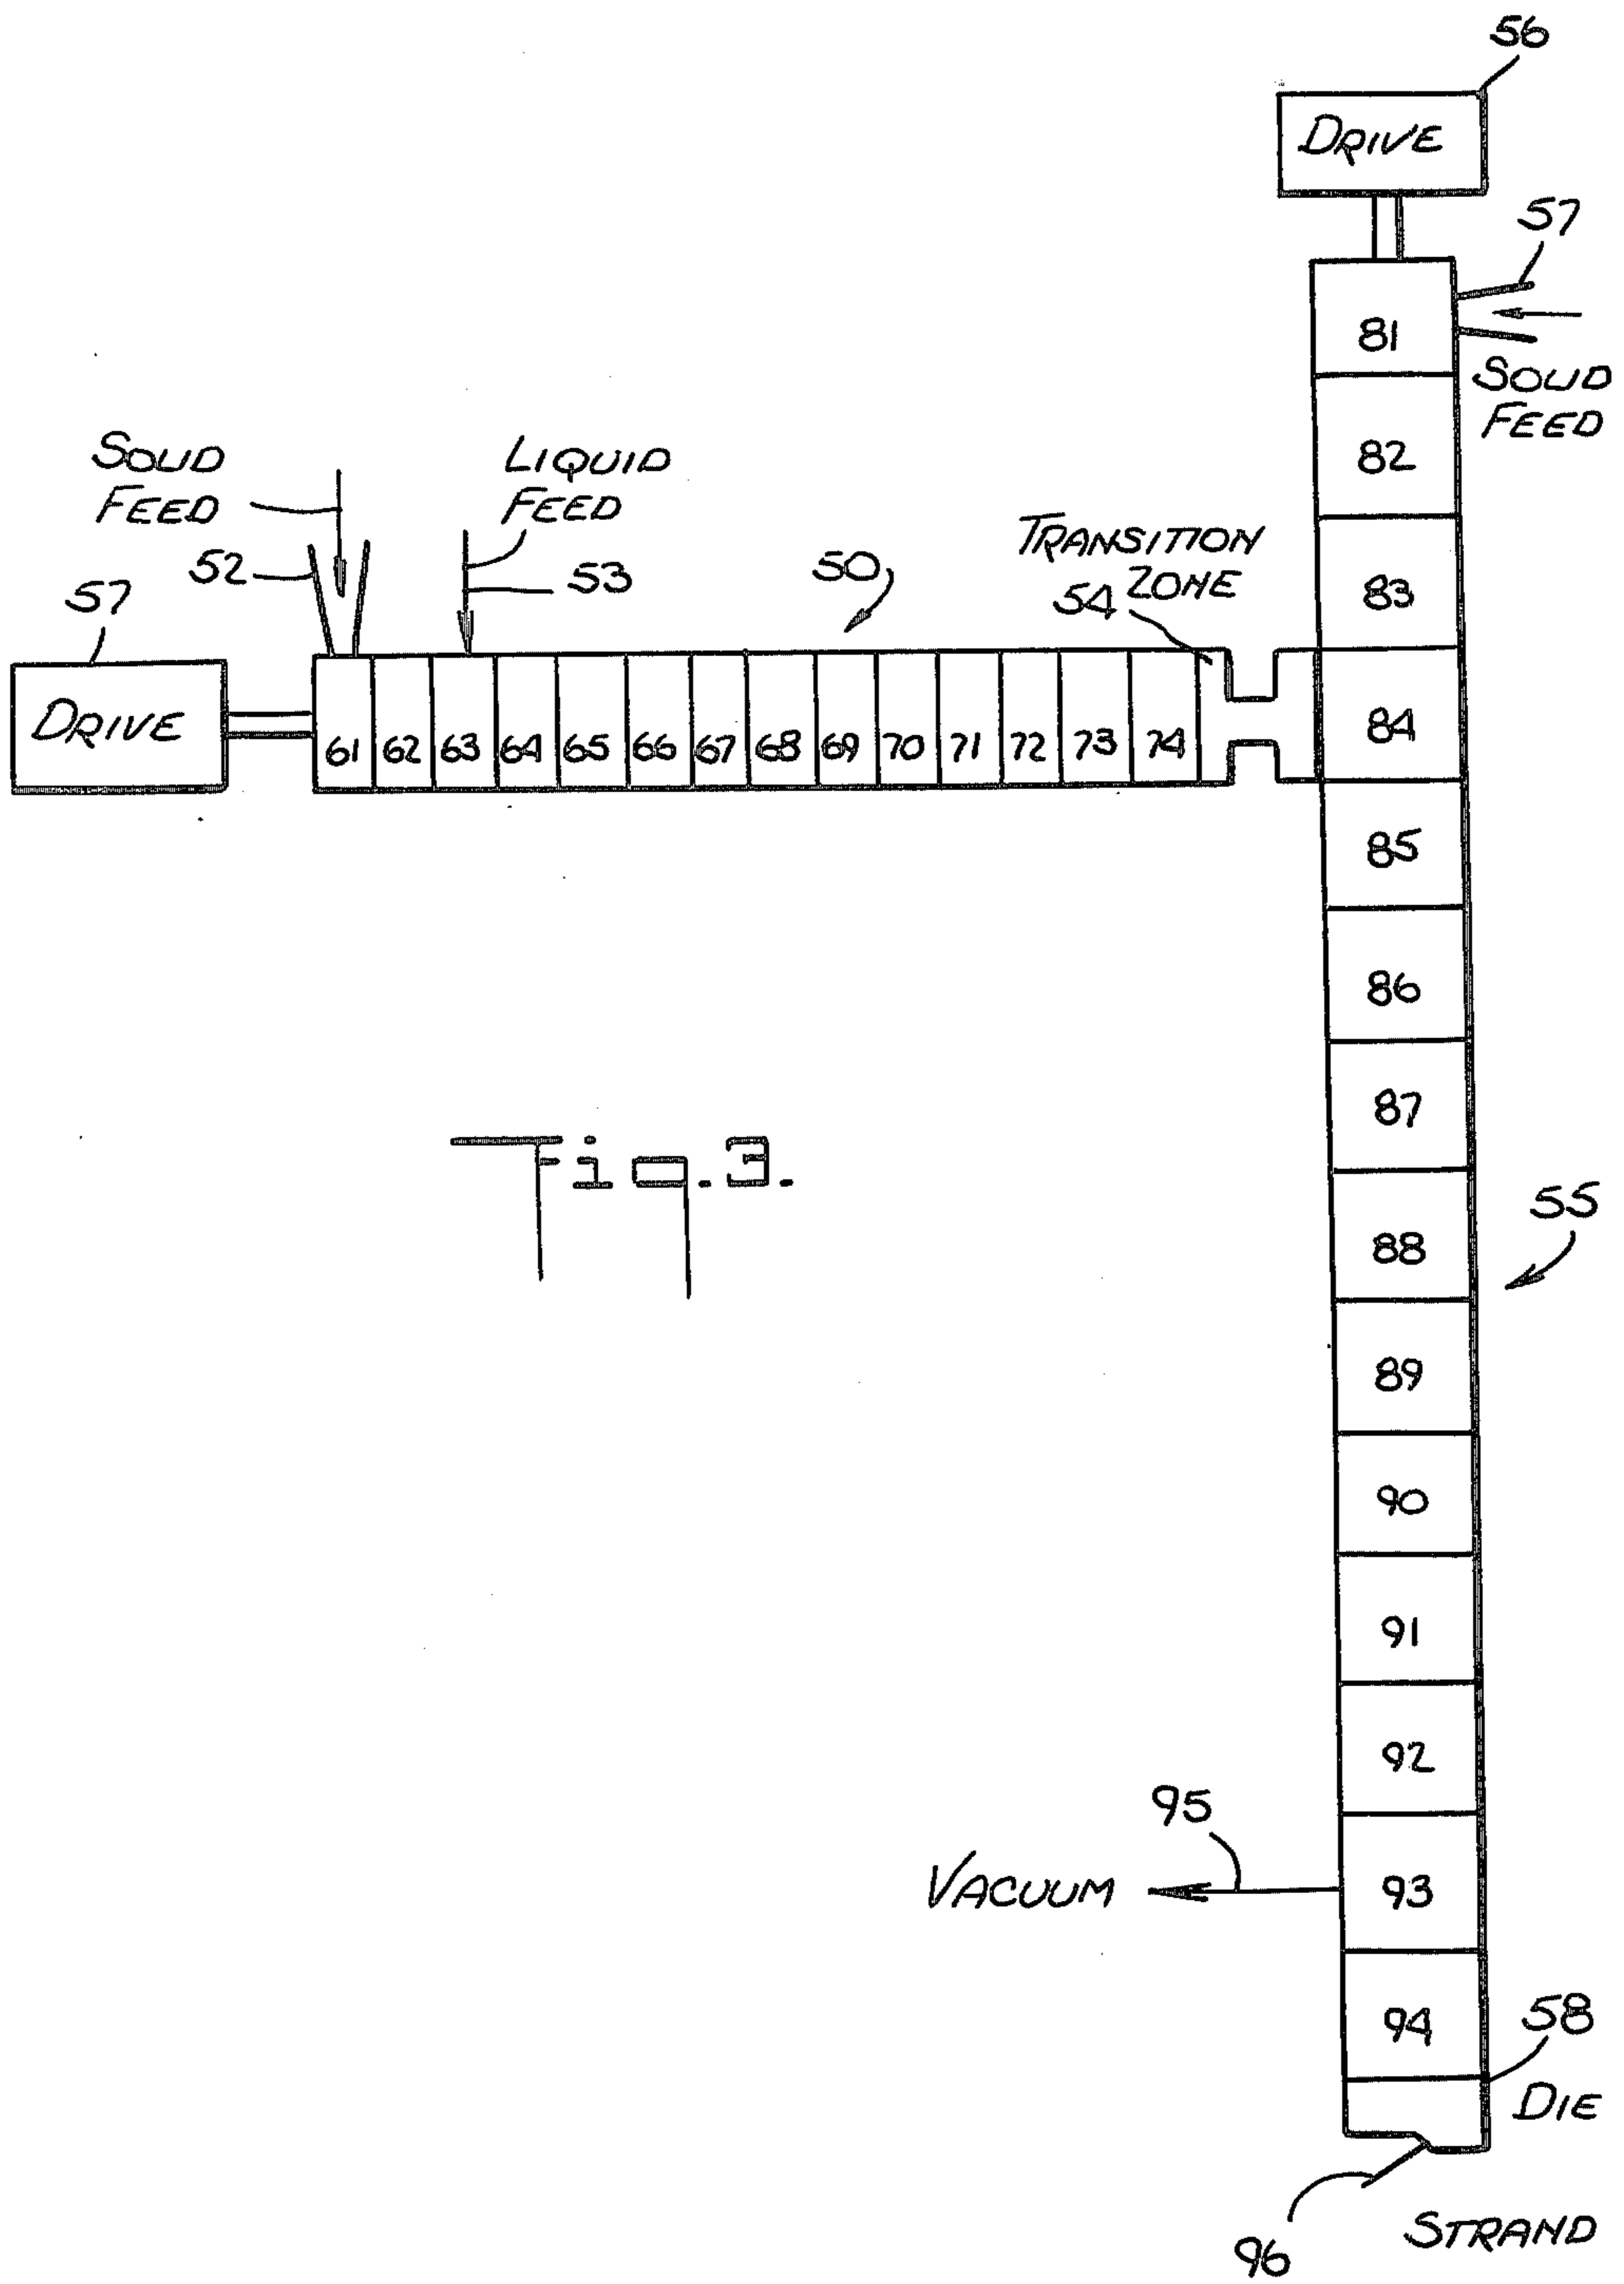 56
DRIVE
57
81
SOLID
FEED
82
SOLID
FEED
LIQUID
FEED
52
53
50
TRANSITION
ZONE
54
83
57
DRIVE
61 62 63 64 65 66 67 68 69 70 71 72 73 74
84
85
86
87
Fig.3.
88
55
89
90
91
92
95
VACUUM
93
94
58
DIE
96
STRAND